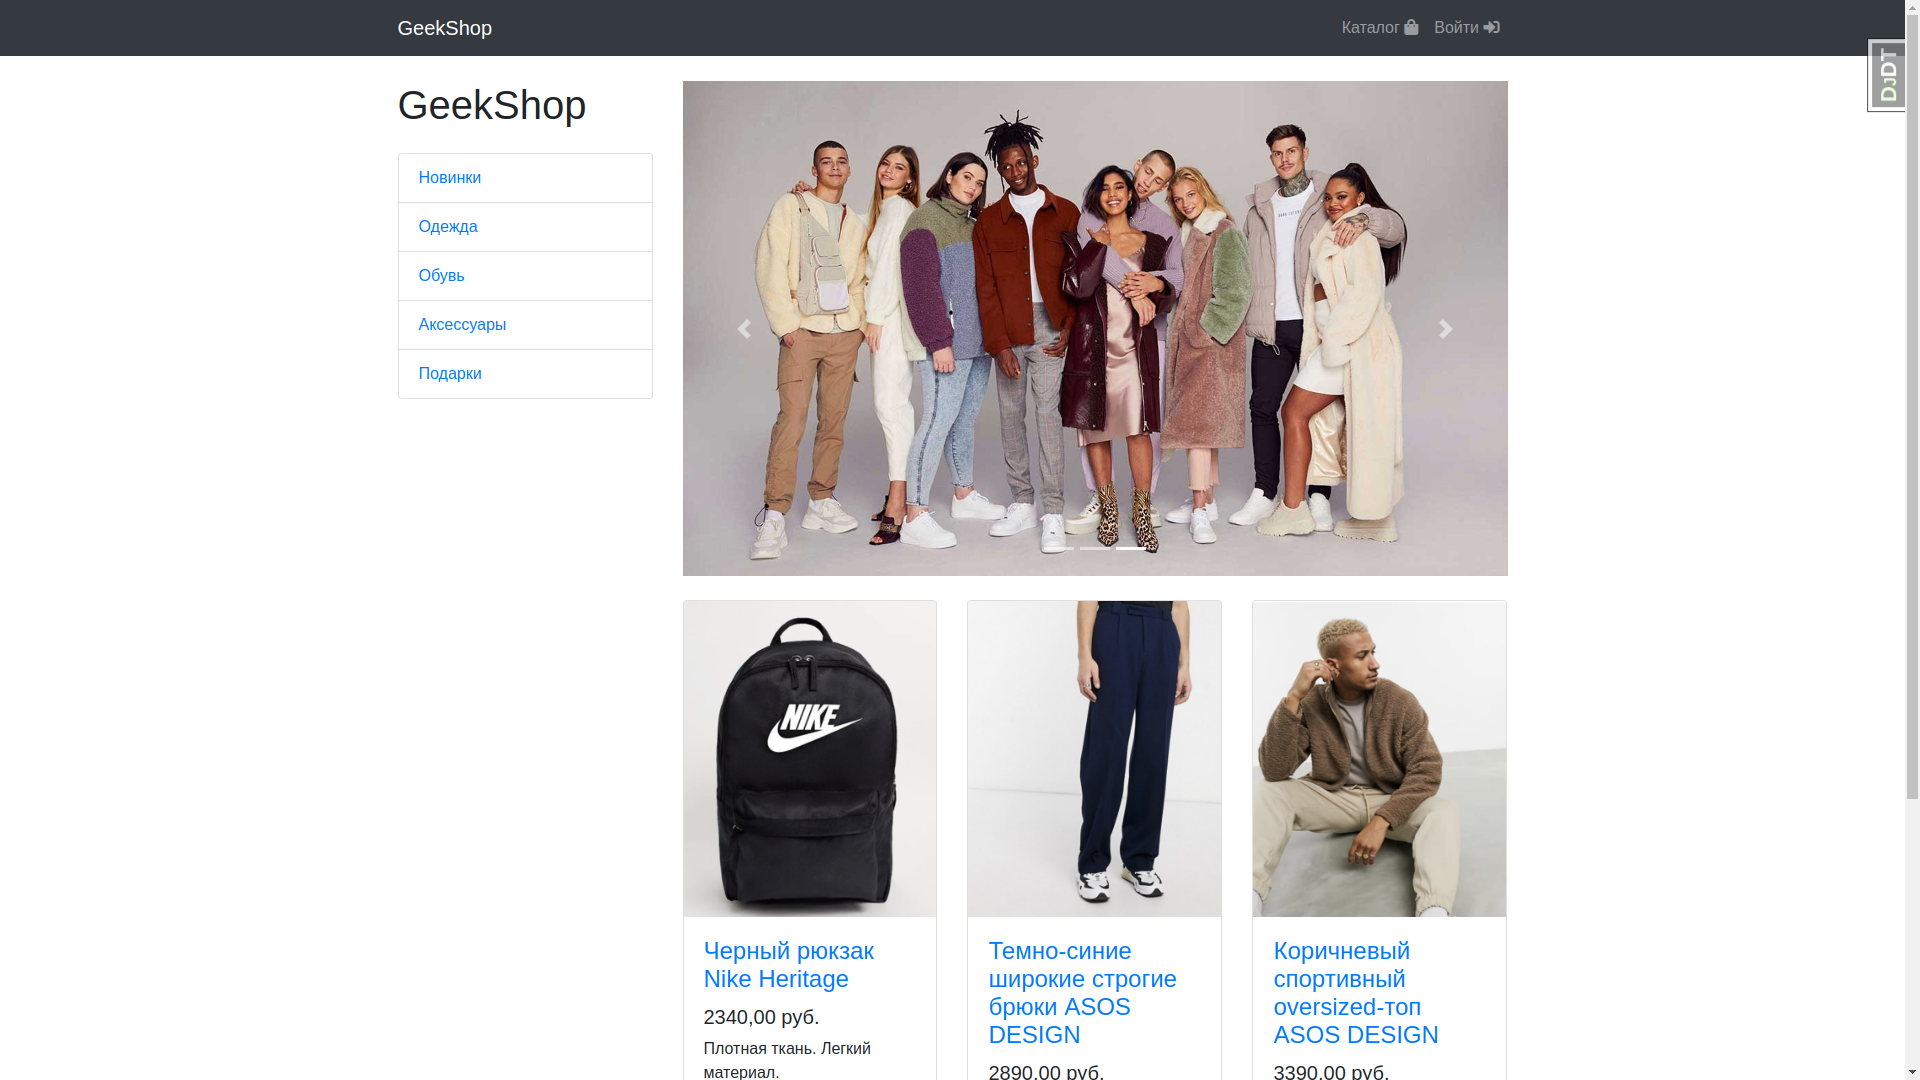 GeekShop
Каталог
Войти
DJDT
GeekShop
Новинки
Одежда
Обувь
Аксессуары
Подарки
NIKE
Черный рюкзак
Nike Heritage
2340,00 руб.
Плотная ткань. Легкий
материал.
Темно-синие
широкие строгие
брюки ASOS
DESIGN
2890,00 руб.
Коричневый
спортивный
oversized-топ
ASOS DESIGN
3390,00 руб.